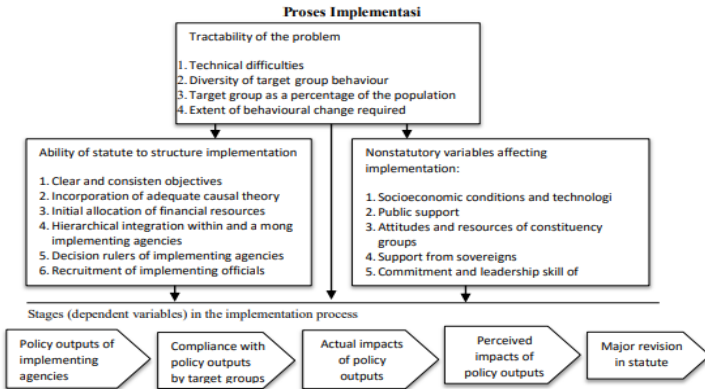 Proses Implementasi
Tractability of the problem
1. Technical difficulties
2. Diversity of target group behaviour
3. Target group as a percentage of the population
4. Extent of behavioural change required
Ability of statute to structure implementation
1. Clear and consisten objectives
2. Incorporation of adequate causal theory
3. Initial allocation of financial resources
4. Hierarchical integration within and a mong
implementing agencies
5. Decision rulers of implementing agencies
6. Recruitment of implementing officials
Nonstatutory variables affecting
implementation:
1. Socioeconomic conditions and technologi
2. Public support
3. Attitudes and resources of constituency
groups
4. Support from sovereigns
5. Commitment and leadership skill of
Stages (dependent variables) in the implementation process
Policy outputs of
implementing
agencies
Compliance with
policy outputs
by target groups
Actual impacts
of policy
outputs
Perceived
impacts of
policy outputs
Major revision
in statute